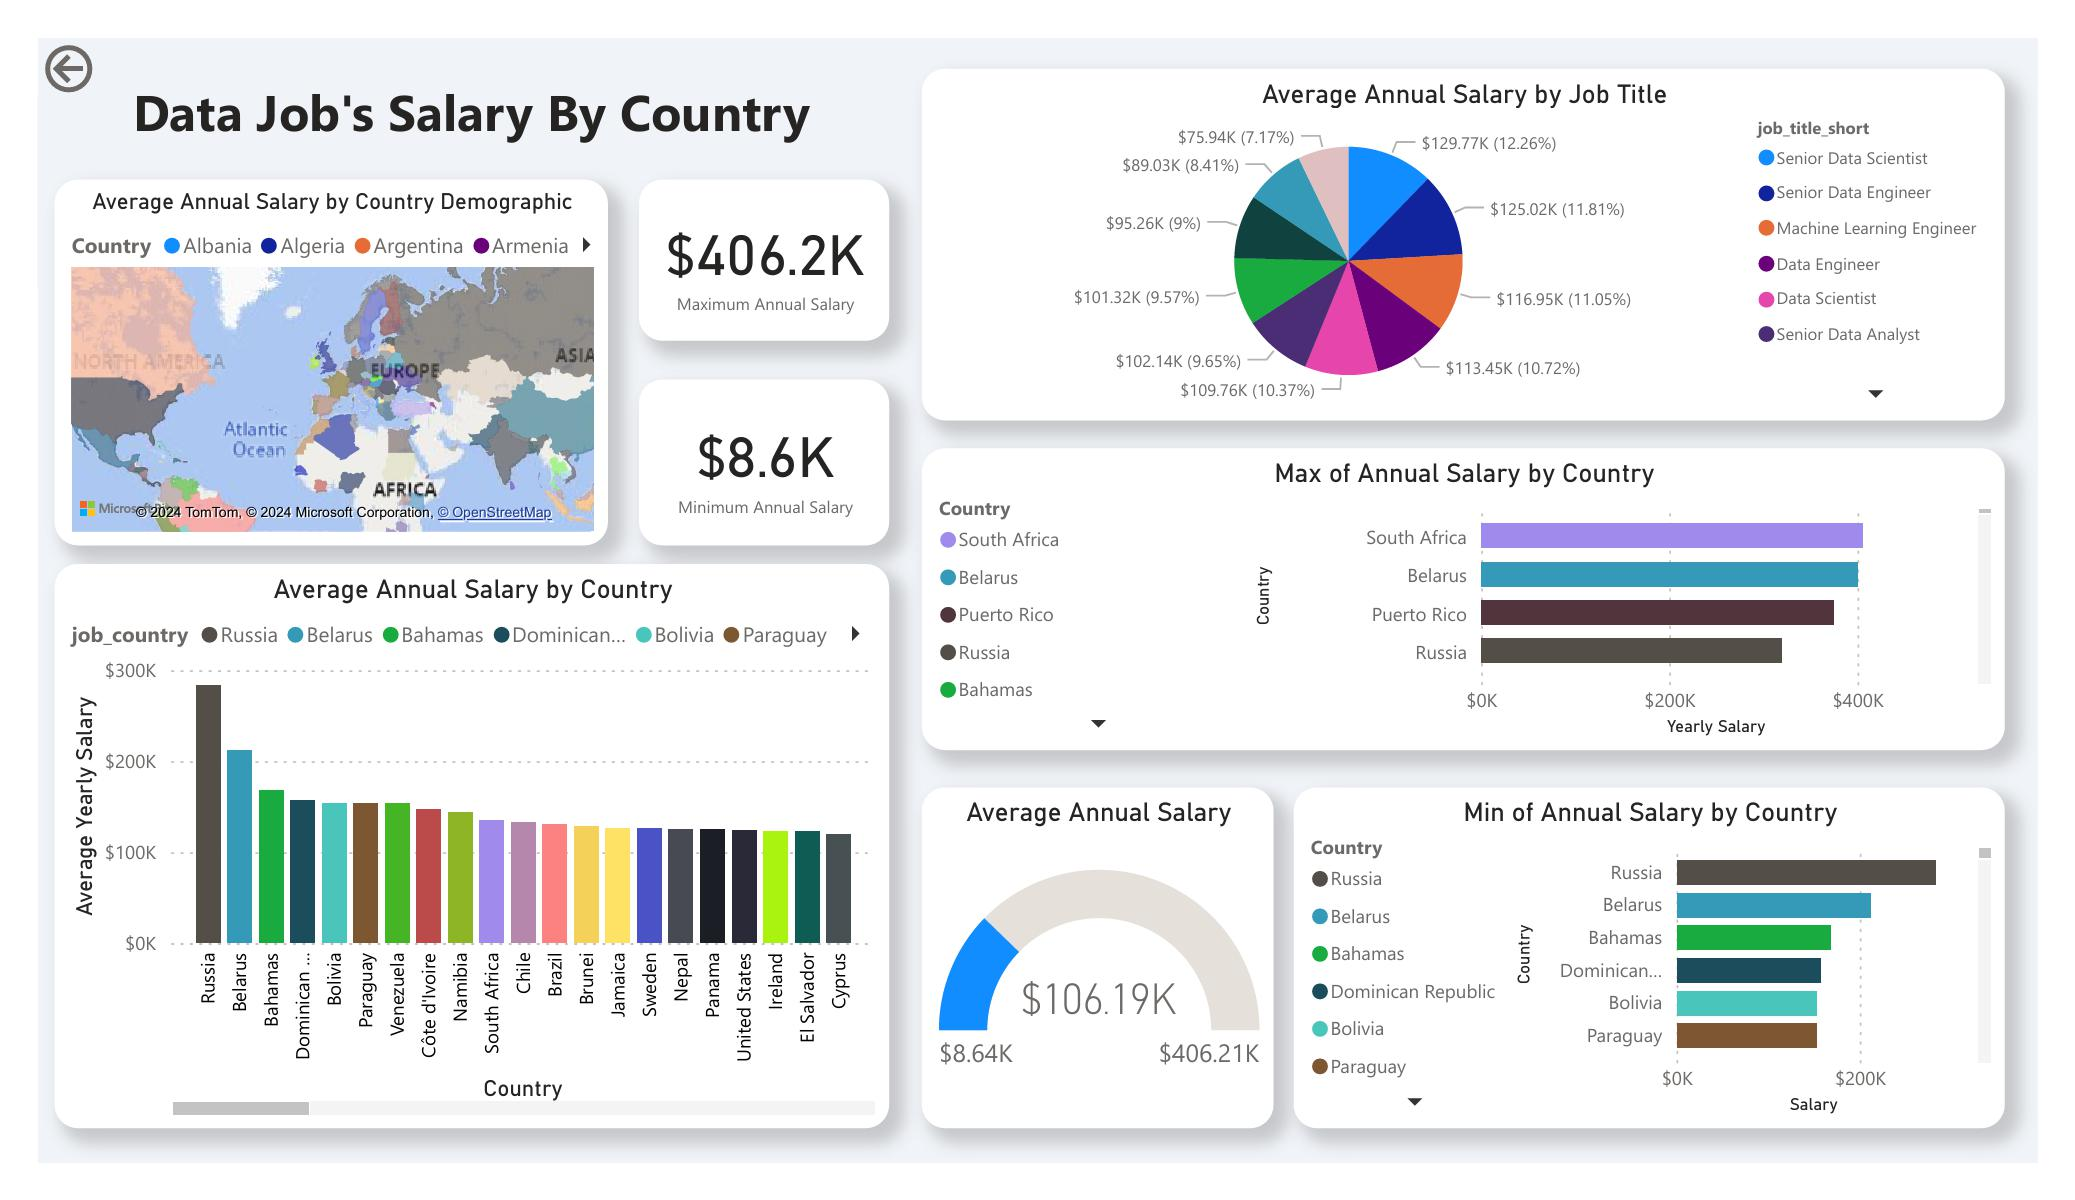 Data Job's Salary By Country
Average Annual Salary by Country Demographic
Country Albania Algeria Argentina Armenia
NORTH AMERICA
EUROPE
ASIA
Atlantic
Ocean
AFRICA
© 2024 TomTom, © 2024 Microsoft Corporation, © OpenStreetMap
$406.2K
Maximum Annual Salary
$8.6K
Minimum Annual Salary
Average Annual Salary by Country
job_country Russia Belarus Bahamas Dominican... Bolivia Paraguay
Average Yearly Salary
$300K
$200K
$100K
$0K
Russia
Belarus
Bahamas
Dominican ...
Bolivia
Paraguay
Venezuela
Côte d'Ivoire
Namibia
South Africa
Chile
Brazil
Brunei
Jamaica
Sweden
Nepal
Panama
United States
Ireland
El Salvador
Cyprus
Country
Average Annual Salary by Job Title
$75.94K (7.17%)
$129.77K (12.26%)
$89.03K (8.41%)
$125.02K (11.81%)
$95.26K (9%)
$101.32K (9.57%)
$116.95K (11.05%)
$102.14K (9.65%)
$113.45K (10.72%)
$109.76K (10.37%)
job_title_short
Senior Data Scientist
Senior Data Engineer
Machine Learning Engineer
Data Engineer
Data Scientist
Senior Data Analyst
Max of Annual Salary by Country
Country
South Africa
Belarus
Puerto Rico
Russia
Bahamas
Country
South Africa
Belarus
Puerto Rico
Russia
$0K $200K $400K
Yearly Salary
Average Annual Salary
$106.19K
$8.64K $406.21K
Min of Annual Salary by Country
Country
Russia
Belarus
Bahamas
Dominican Republic
Bolivia
Paraguay
Country
Russia
Belarus
Bahamas
Dominican...
Bolivia
Paraguay
$0K $200K
Salary